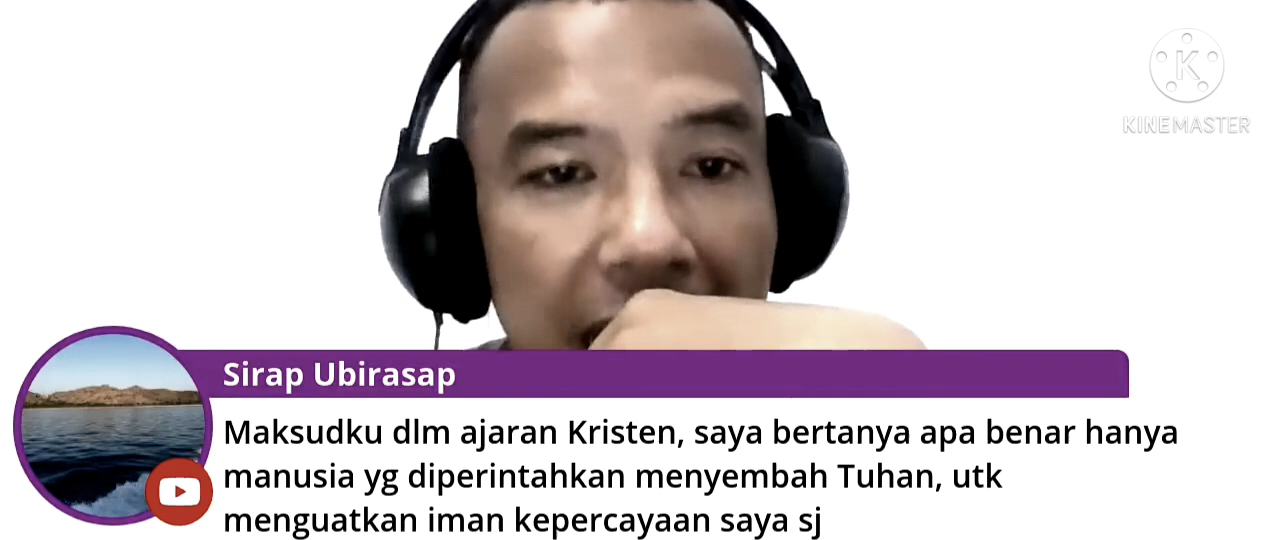 KINEMASTER
Sirap Ubirasap
Maksudku dlm ajaran Kristen, saya bertanya apa benar hanya
manusia yg diperintahkan menyembah Tuhan, utk
menguatkan iman kepercayaan saya sj